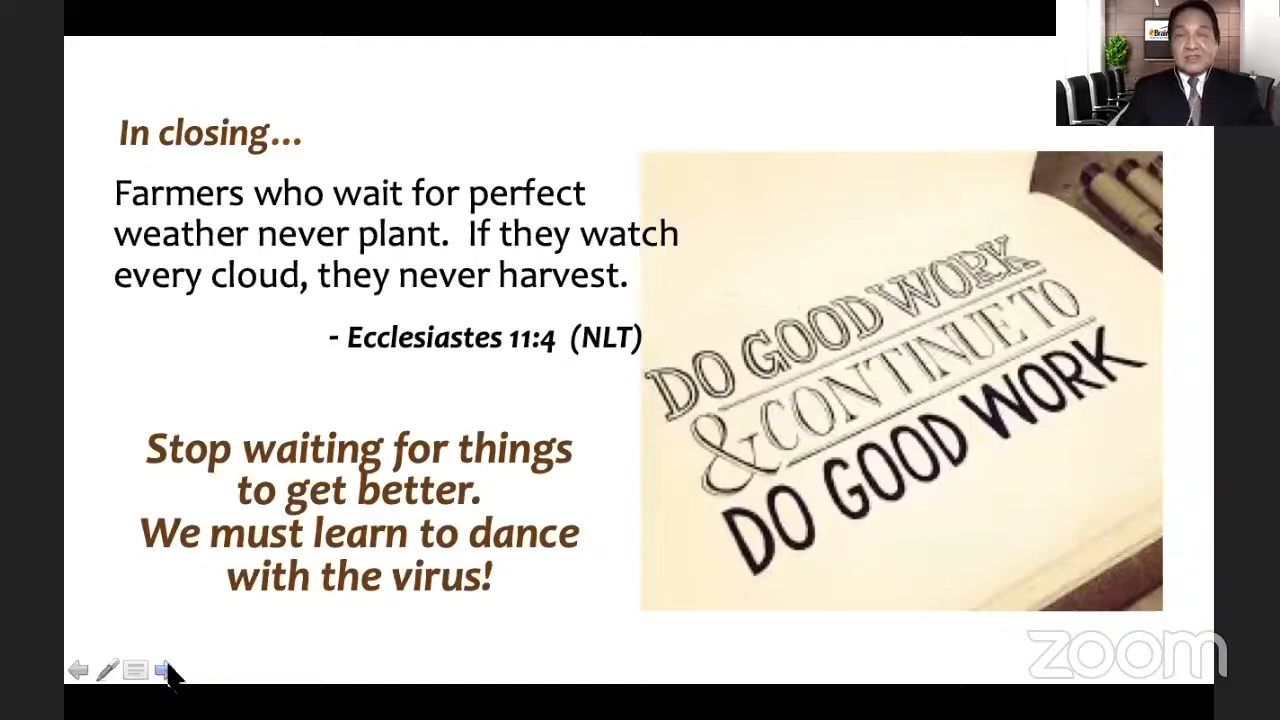 In closing...
Farmers who wait for perfect
weather never plant.  If they watch
every cloud, they never harvest.
- Ecclesiastes 11:4  (NLT)
Stop waiting for things
to get better.
We must learn to dance
with the virus!
DO GOOD WORK
& CONTINUE TO
DO GOOD WORK
zoom